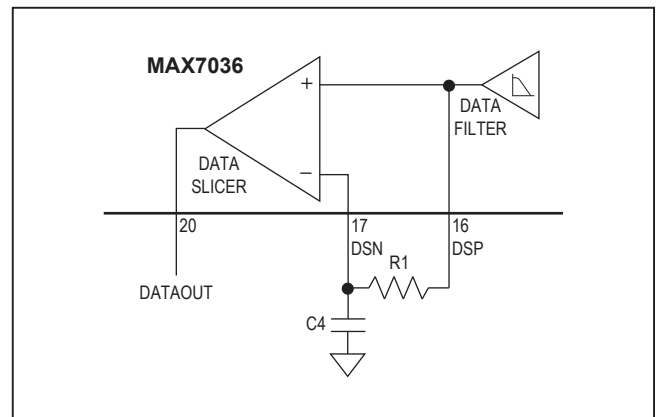 MAX7036
+
DATA
FILTER
DATA
SLICER
–
20
17
16
DSN
DSP
R1
DATAOUT
C4